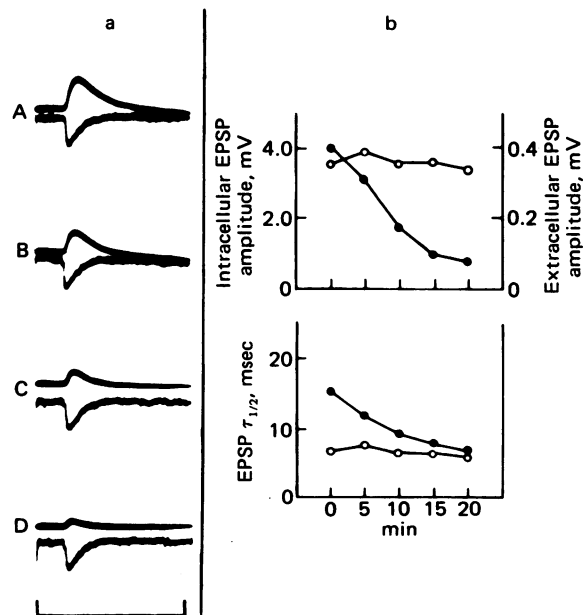 a
b
A
B
C
D
Intracellular EPSP
amplitude, mV
4.0
2.0
0
0.4
0.2
0
Extracellular EPSP
amplitude, mV
EPSP τ1/2, msec
20
10
0
0 5 10 15 20
min